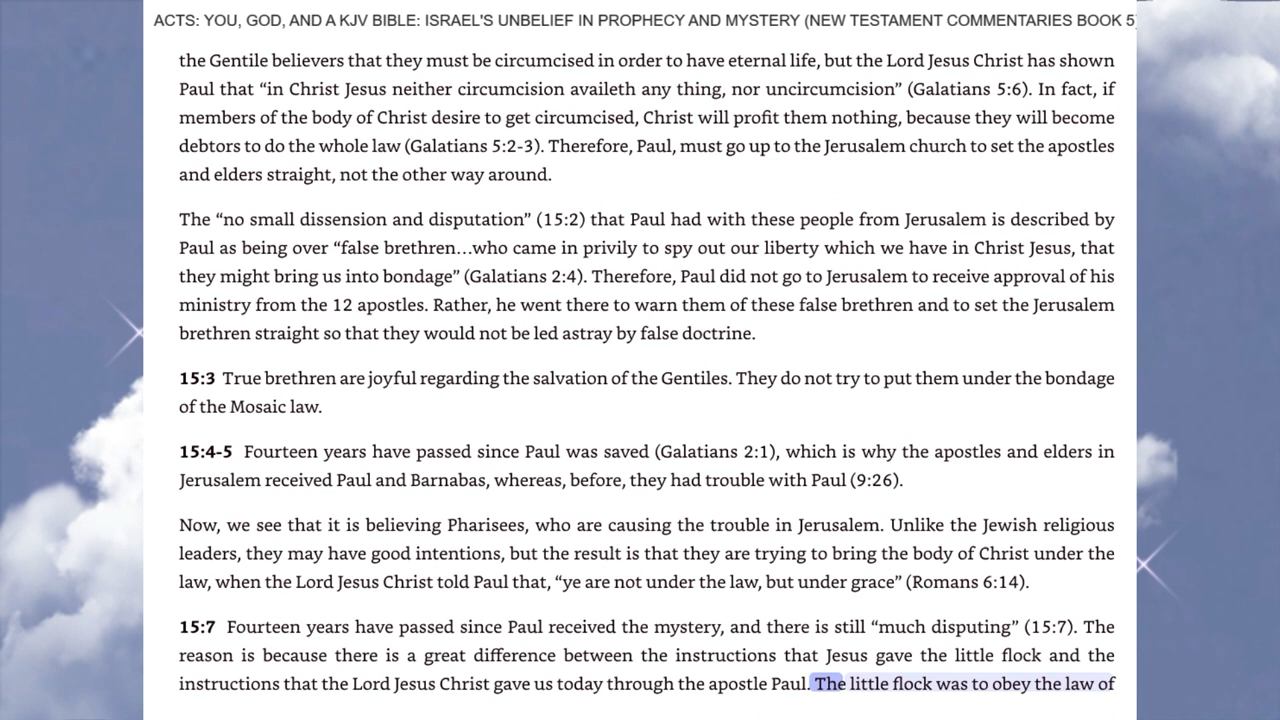 ACTS: YOU, GOD, AND A KJV BIBLE: ISRAEL'S UNBELIEF IN PROPHECY AND MYSTERY (NEW TESTAMENT COMMENTARIES BOOK 5)
the Gentile believers that they must be circumcised in order to have eternal life, but the Lord Jesus Christ has shown
Paul that “in Christ Jesus neither circumcision availeth any thing, nor uncircumcision” (Galatians 5:6). In fact, if
members of the body of Christ desire to get circumcised, Christ will profit them nothing, because they will become
debtors to do the whole law (Galatians 5:2-3). Therefore, Paul, must go up to the Jerusalem church to set the apostles
and elders straight, not the other way around.
The “no small dissension and disputation” (15:2) that Paul had with these people from Jerusalem is described by
Paul as being over “false brethren…who came in privily to spy out our liberty which we have in Christ Jesus, that
they might bring us into bondage” (Galatians 2:4). Therefore, Paul did not go to Jerusalem to receive approval of his
ministry from the 12 apostles. Rather, he went there to warn them of these false brethren and to set the Jerusalem
brethren straight so that they would not be led astray by false doctrine.
15:3 True brethren are joyful regarding the salvation of the Gentiles. They do not try to put them under the bondage
of the Mosaic law.
15:4-5 Fourteen years have passed since Paul was saved (Galatians 2:1), which is why the apostles and elders in
Jerusalem received Paul and Barnabas, whereas, before, they had trouble with Paul (9:26).
Now, we see that it is believing Pharisees, who are causing the trouble in Jerusalem. Unlike the Jewish religious
leaders, they may have good intentions, but the result is that they are trying to bring the body of Christ under the
law, when the Lord Jesus Christ told Paul that, “ye are not under the law, but under grace” (Romans 6:14).
15:7 Fourteen years have passed since Paul received the mystery, and there is still “much disputing” (15:7). The
reason is because there is a great difference between the instructions that Jesus gave the little flock and the
instructions that the Lord Jesus Christ gave us today through the apostle Paul. The little flock was to obey the law of